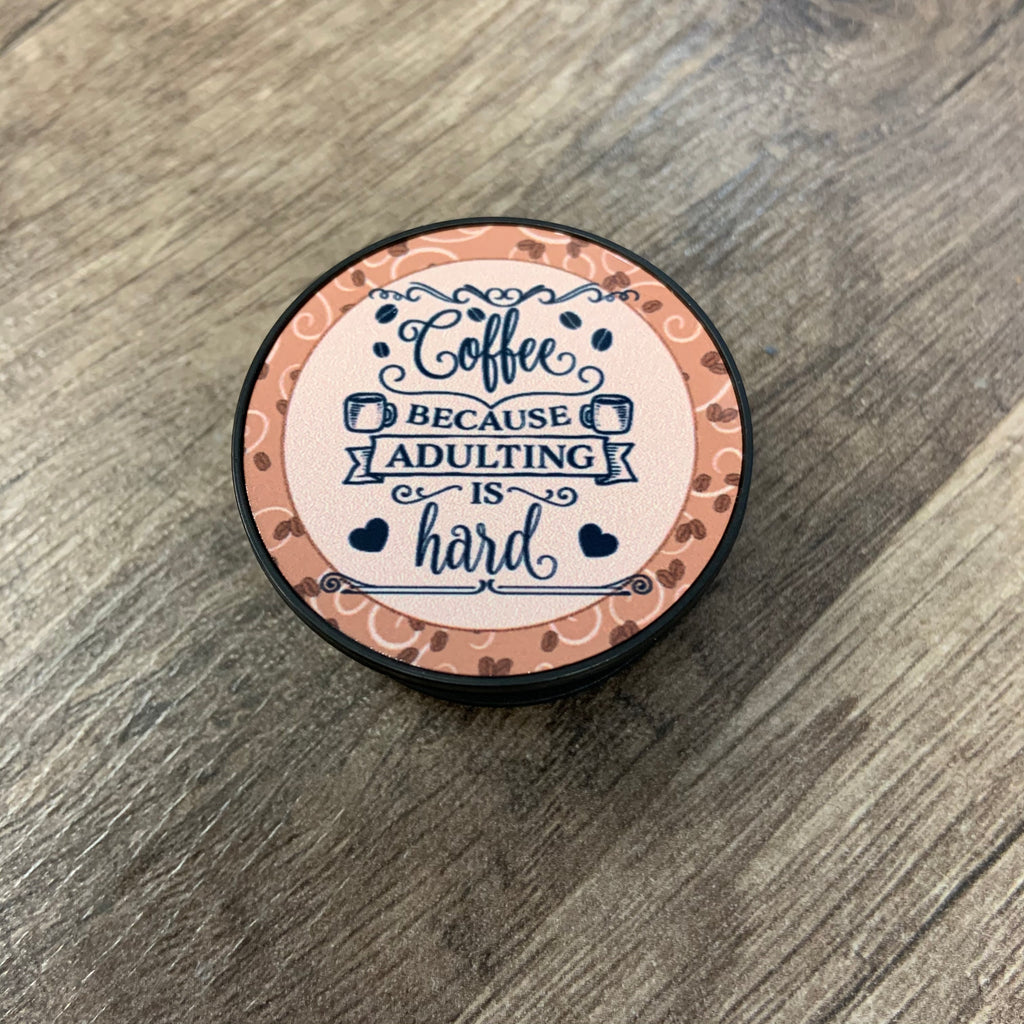 Coffee
BECAUSE
ADULTING
IS
hard